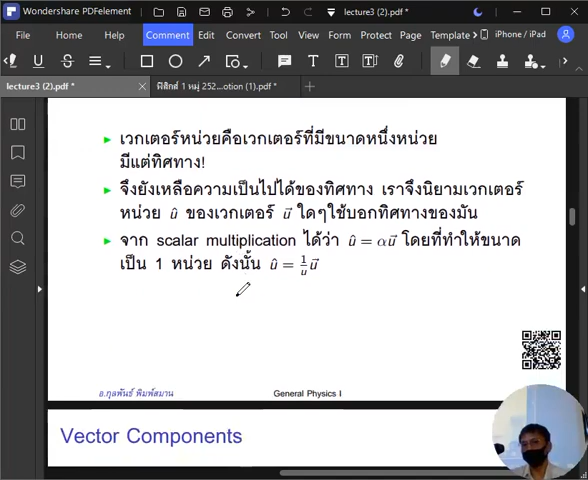 Wondershare PDFelement
lecture3 (2).pdf *
File Home Comment Edit Convert Tool View Form Page Template iPhone / iPad
lecture3 (2).pdf *
ฟิสิกส์ 1 หมู่ 252...otion (1).pdf *
เวกเตอร์หน่วยคือเวกเตอร์ที่มีขนาดหนึ่งหน่วย
มีแต่ทิศทาง!
จึงยังเหลือความเป็นไปได้ของทิศทาง เราจึงนิยามเวกเตอร์
หน่วย û ของเวกเตอร์ u⃗ ใดๆใช้บอกทิศทางของมัน
จาก scalar multiplication ได้ว่า û = αu⃗ โดยที่ทำให้ขนาด
เป็น 1 หน่วย ดังนั้น û = 1/u u⃗
อ.กุลพันธ์ พิมพ์สมาน
General Physics I
Vector Components